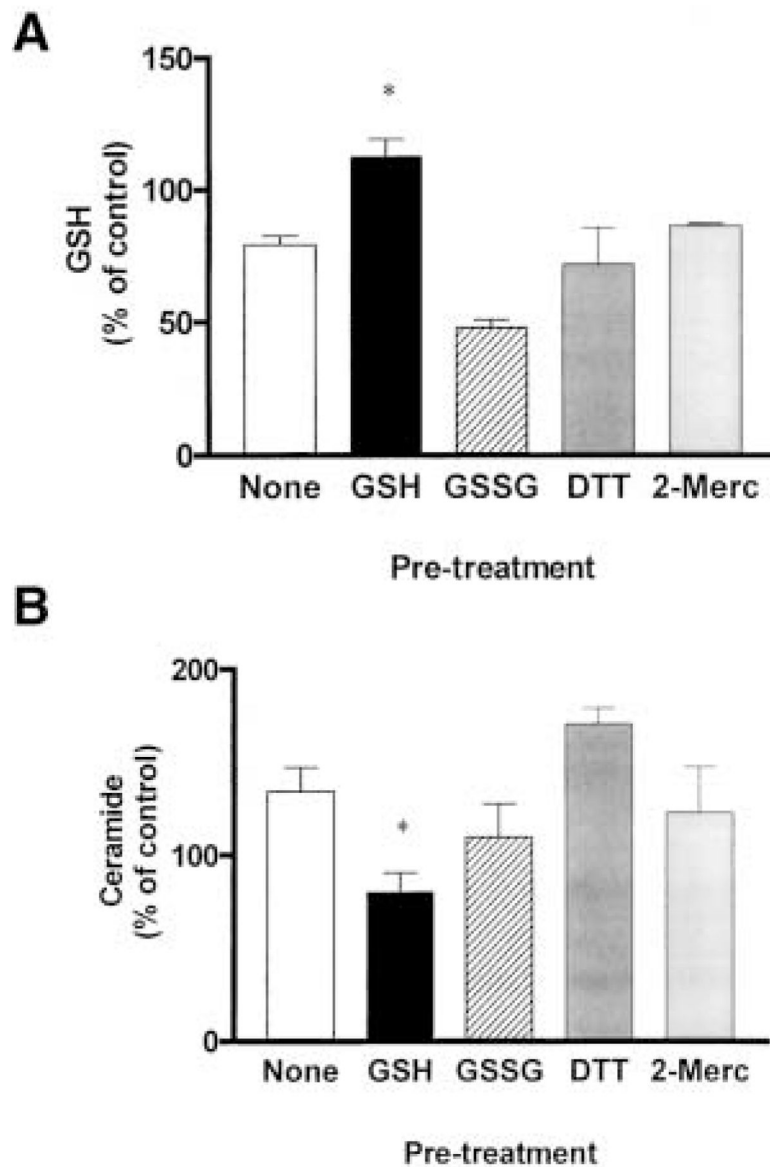 A
150
*
100
50
0
GSH
(% of control)
None GSH GSSG DTT 2-Merc
Pre-treatment
B
200
*
100
0
Ceramide
(% of control)
None GSH GSSG DTT 2-Merc
Pre-treatment